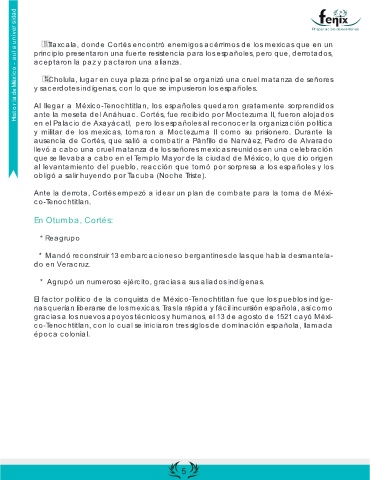 Historia de México - aula universidad
fenix
Tlaxcala, donde Cortés encontró enemigos acérrimos de los mexicas que en un
principio presentaron una fuerte resistencia para los españoles, pero que, derrotados,
aceptaron la paz y pactaron una alianza.
Cholula, lugar en cuya plaza principal se organizó una cruel matanza de señores
y sacerdotes indígenas, con lo que se impusieron los españoles.
Al llegar a México-Tenochtitlan, los españoles quedaron gratamente sorprendidos
ante la meseta del Anáhuac. Cortés, fue recibido por Moctezuma II, fueron alojados
en el Palacio de Axayácatl, pero los españoles al reconocer la organización política
y militar de los mexicas, tomaron a Moctezuma II como su prisionero. Durante la
ausencia de Cortés, que salió a combatir a Pánfilo de Narváez, Pedro de Alvarado
llevó a cabo una cruel matanza de los señores mexicas reunidos en una celebración
que se llevaba a cabo en el Templo Mayor de la ciudad de México, lo que dio origen
al levantamiento del pueblo, reacción que tomó por sorpresa a los españoles y los
obligó a salir huyendo por Tacuba (Noche Triste).
Ante la derrota, Cortés empezó a idear un plan de combate para la toma de Méxi-
co-Tenochtitlan.
En Otumba, Cortés:
* Reagrupo
* Mandó reconstruir 13 embarcaciones o bergantines de las que había desmantela-
do en Veracruz.
* Agrupó un numeroso ejército, gracias a sus aliados indígenas.
El factor político de la conquista de México-Tenochtitlan fue que los pueblos indíge-
nas querían liberarse de los mexicas. Tras la rápida y fácil incursión española, así como
gracias a los nuevos apoyos técnicos y humanos, el 13 de agosto de 1521 cayó Méxi-
co-Tenochtitlan, con lo cual se iniciaron tres siglos de dominación española, llamada
época colonial.
5